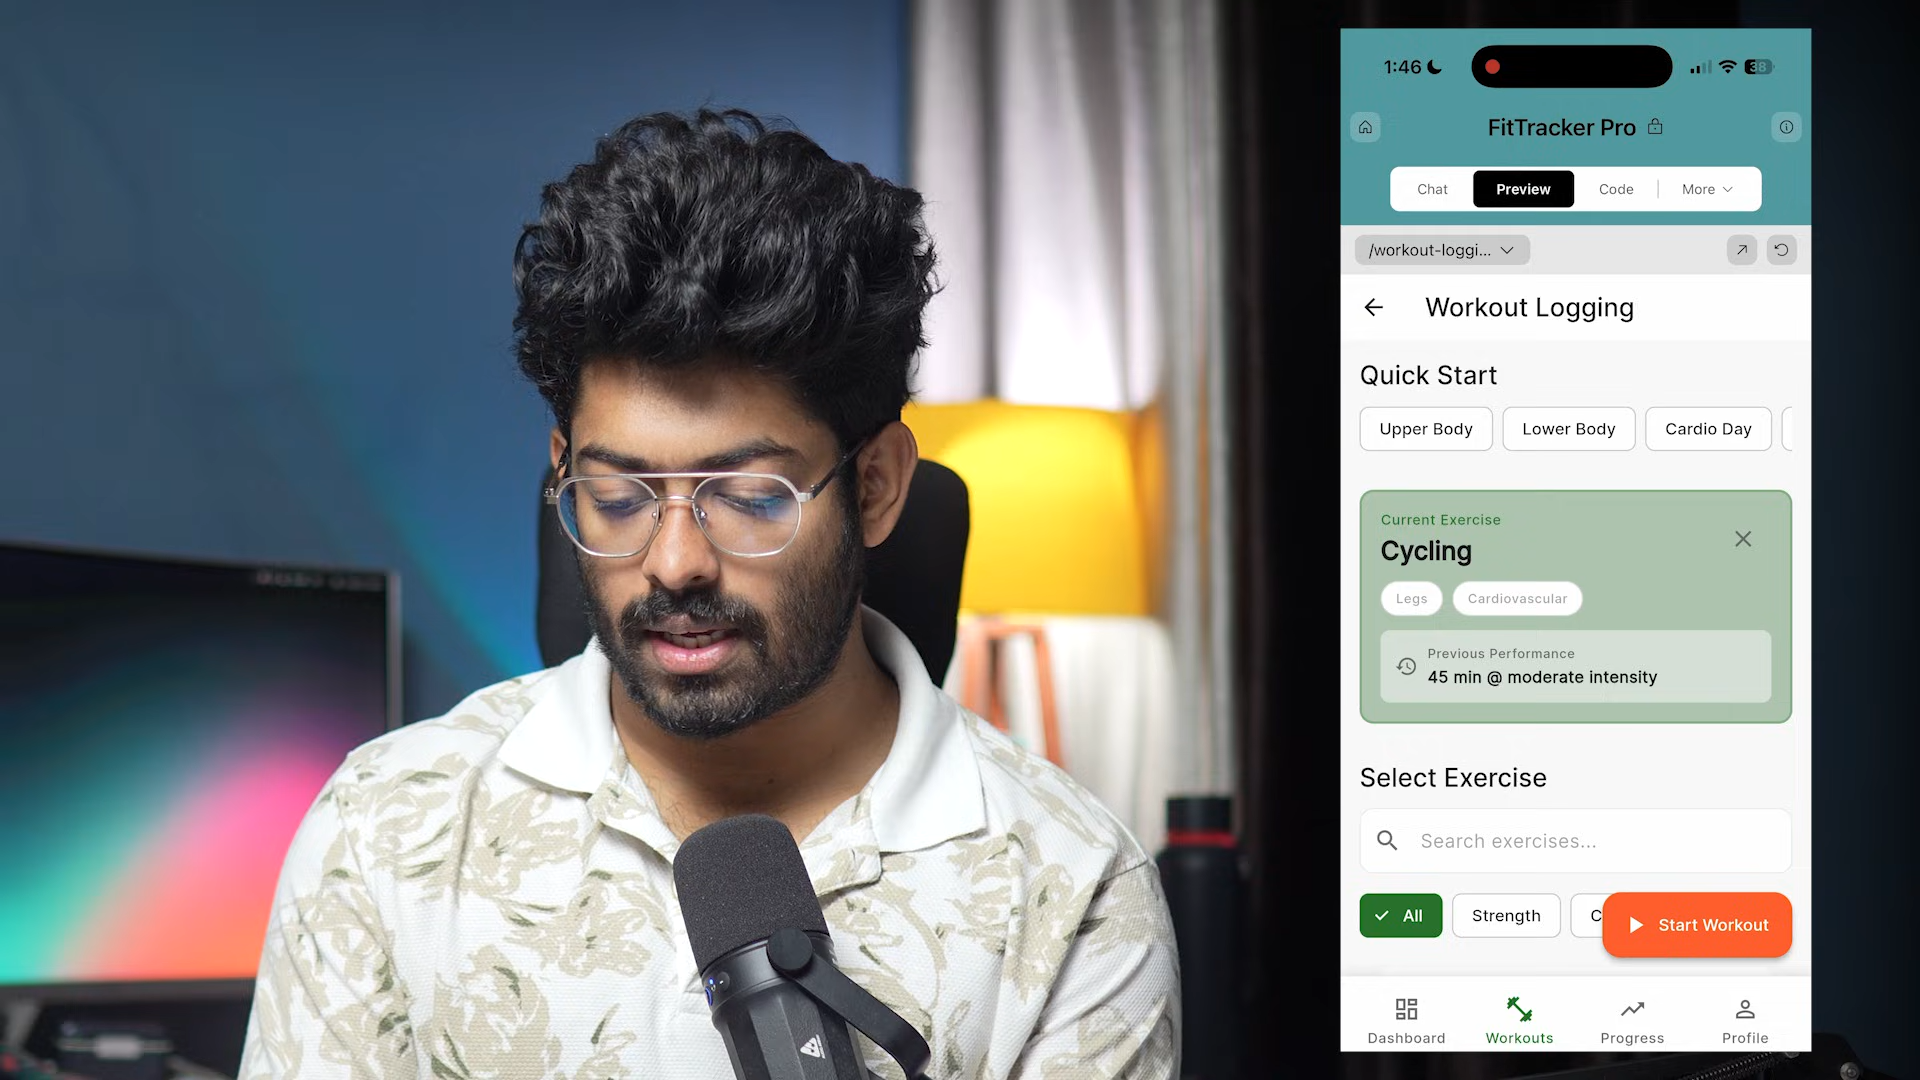 1:46
38
FitTracker Pro
Chat Preview Code More
/workout-loggi...
Workout Logging
Quick Start
Upper Body Lower Body Cardio Day
Current Exercise
Cycling
Legs Cardiovascular
Previous Performance
45 min @ moderate intensity
Select Exercise
Search exercises...
All Strength C
Start Workout
Dashboard Workouts Progress Profile